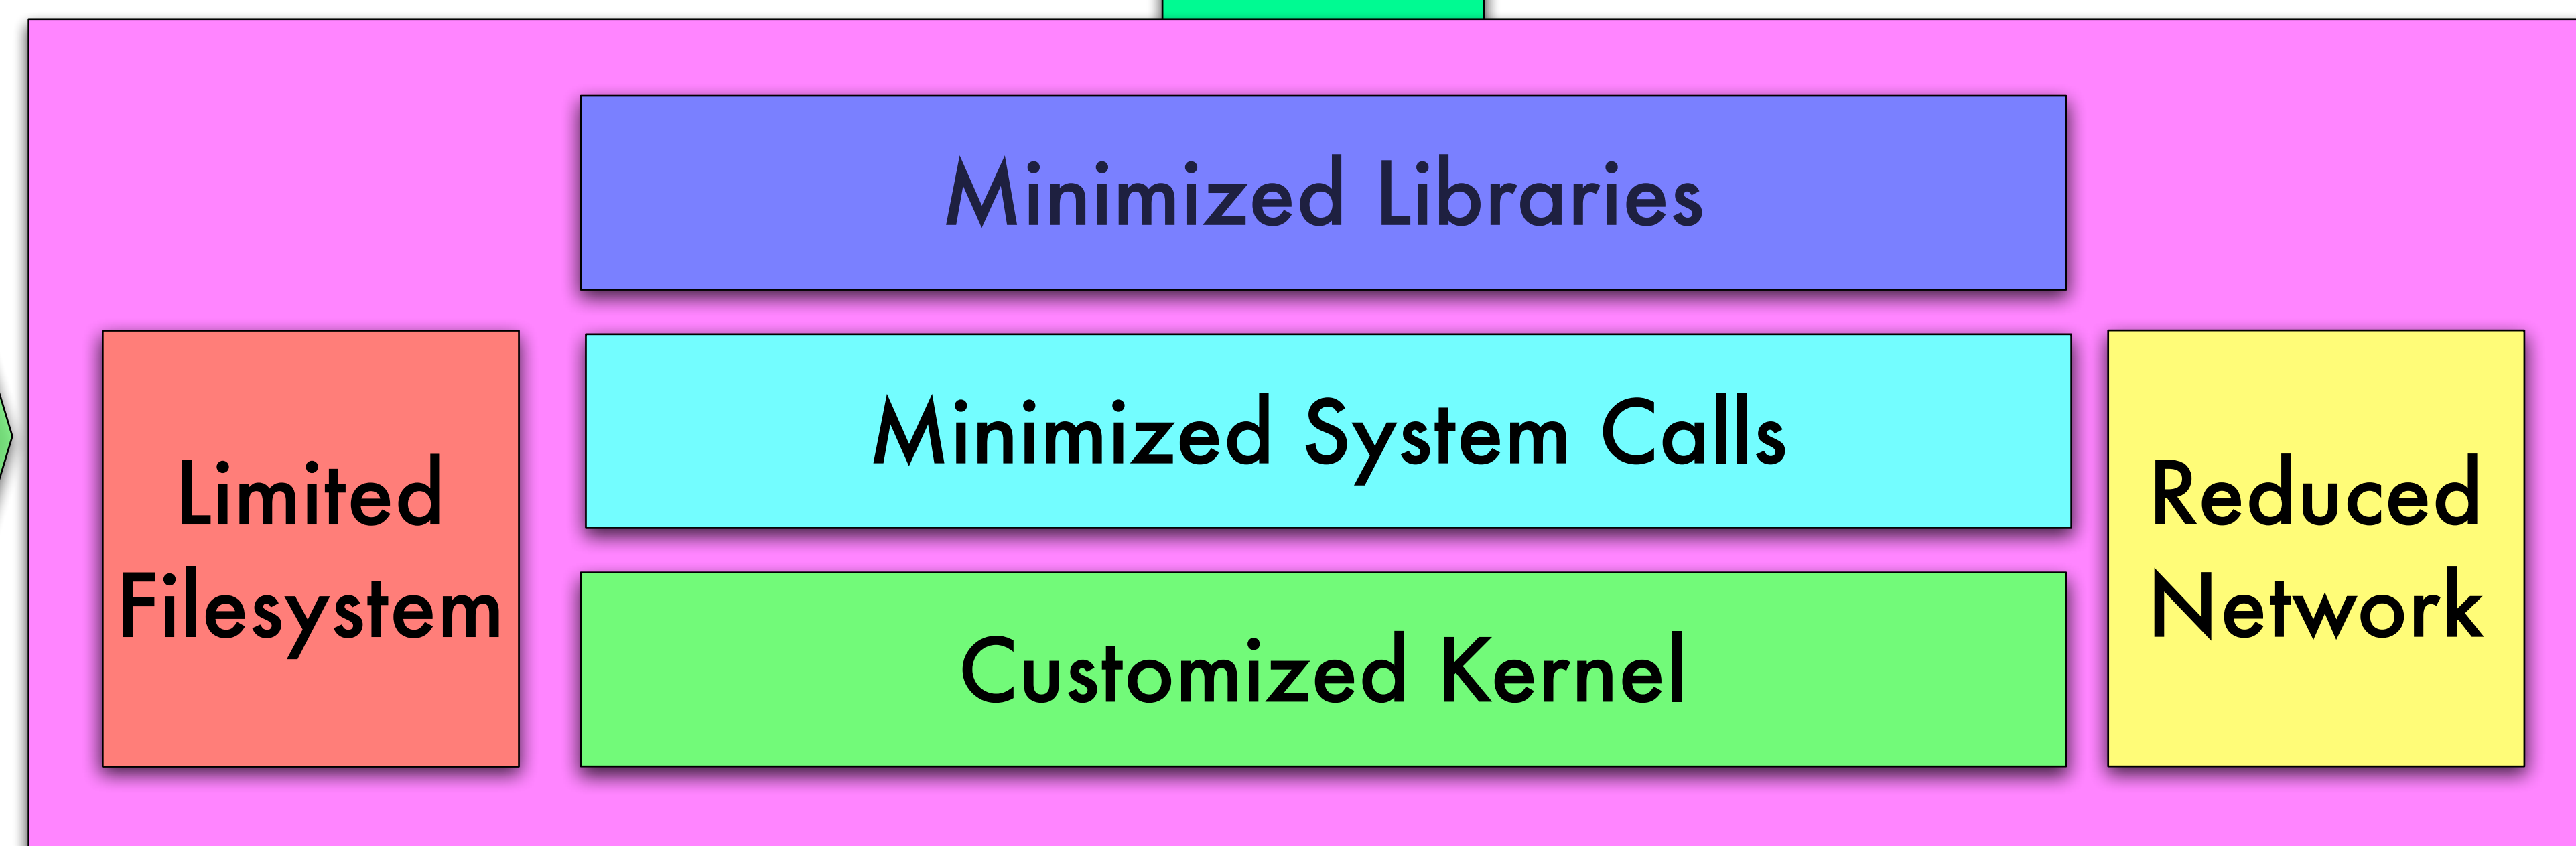 Minimized Libraries
Minimized System Calls
Limited
Filesystem
Customized Kernel
Reduced
Network